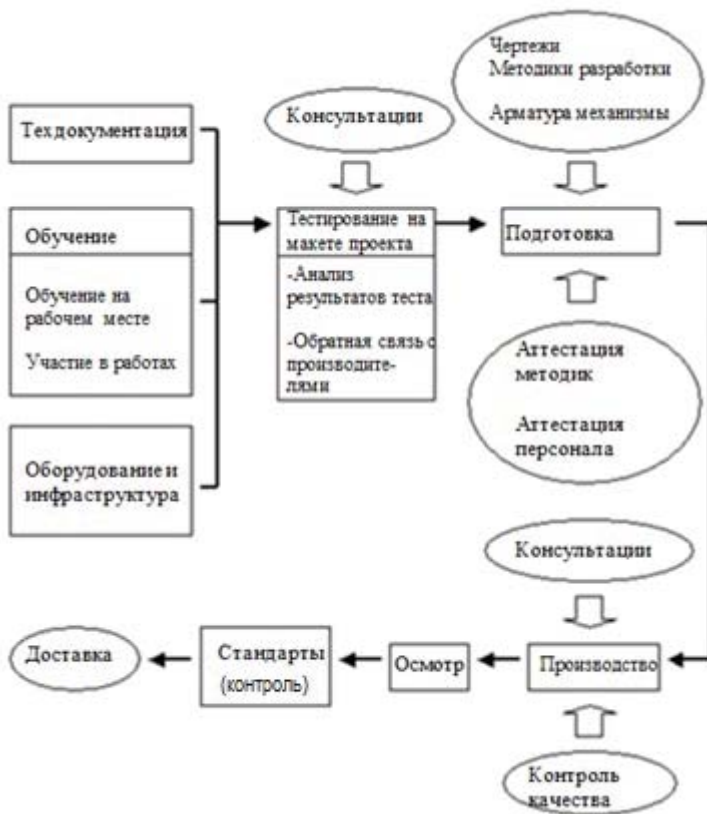 Чертежи
Методики разработки
Арматура механизмы
Консультации
Техдокументация
Обучение
Обучение на
рабочем месте
Участие в работах
Оборудование и
инфраструктура
Тестирование на
макете проекта
-Анализ
результатов теста
-Обратная связь с
производите-
лями
Подготовка
Аттестация
методик
Аттестация
персонала
Консультации
Производство
Контроль
качества
Осмотр
Стандарты
(контроль)
Доставка